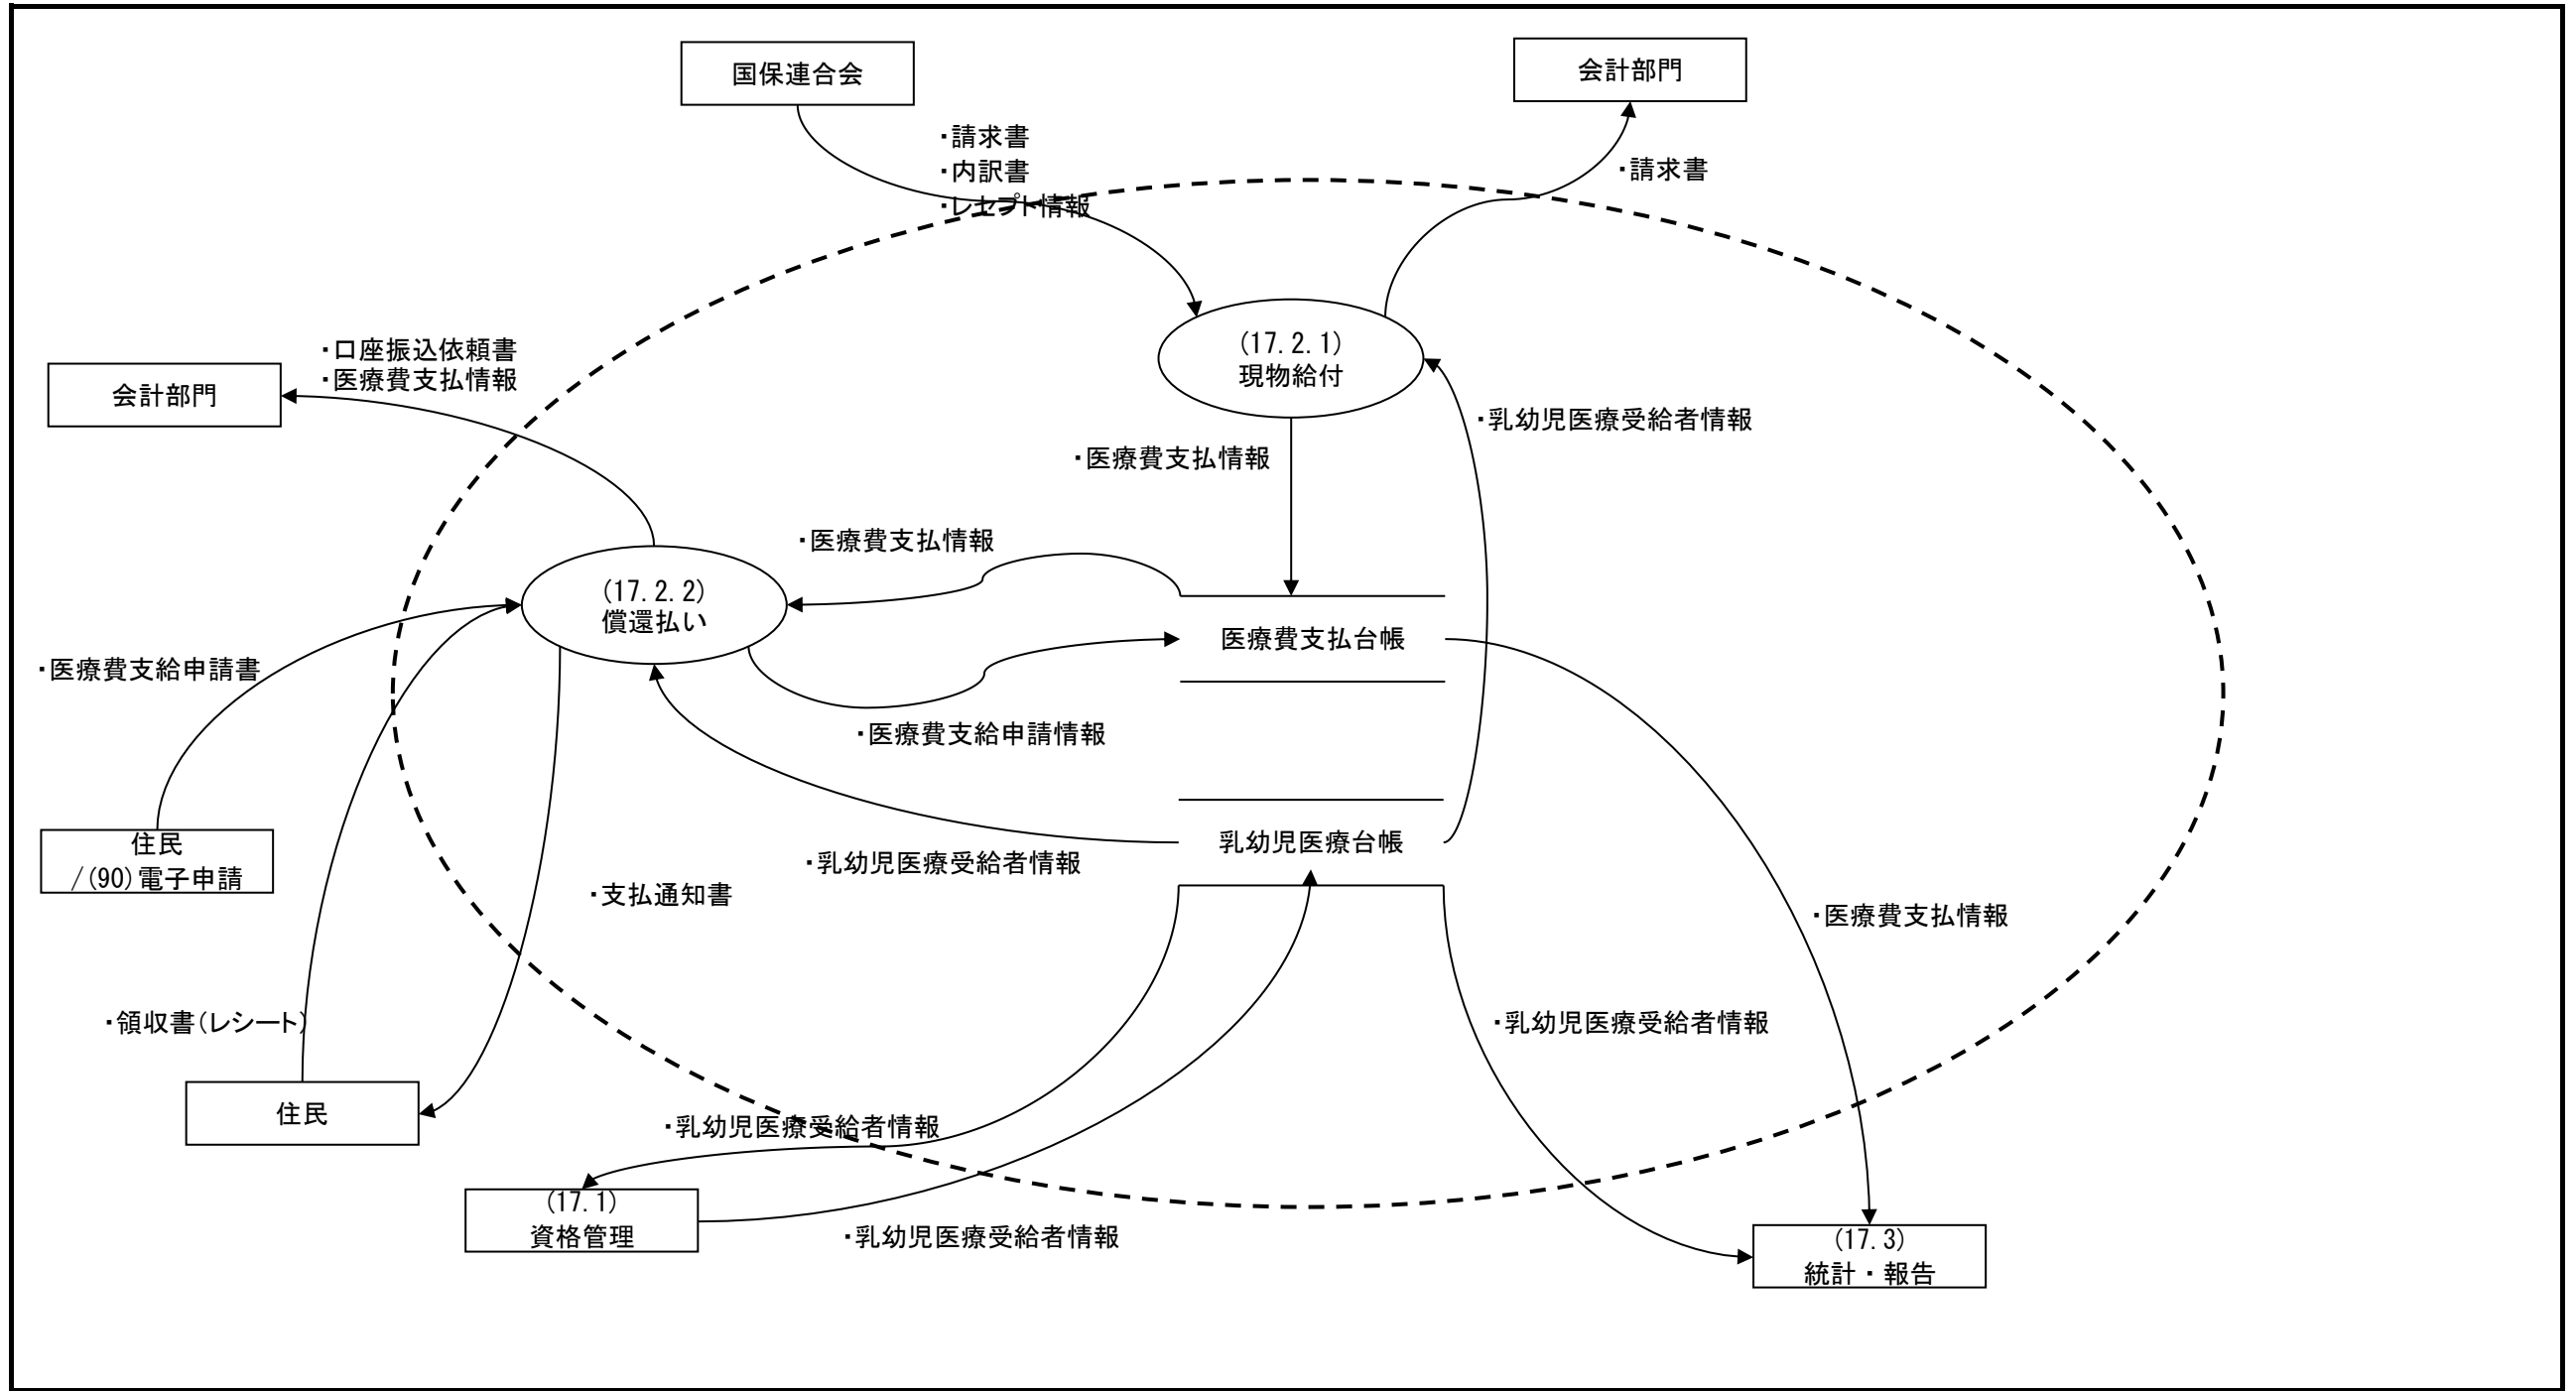 国保連合会
会計部門
・請求書
・内訳書
・レセプト情報
・請求書
(17.2.1)
現物給付
・口座振込依頼書
・医療費支払情報
会計部門
・乳幼児医療受給者情報
・医療費支払情報
・医療費支払情報
(17.2.2)
償還払い
医療費支払台帳
・医療費支給申請書
・医療費支給申請情報
住民
/(90)電子申請
乳幼児医療台帳
・乳幼児医療受給者情報
・支払通知書
・医療費支払情報
・領収書(レシート)
・乳幼児医療受給者情報
住民
・乳幼児医療受給者情報
(17.1)
資格管理
・乳幼児医療受給者情報
(17.3)
統計・報告